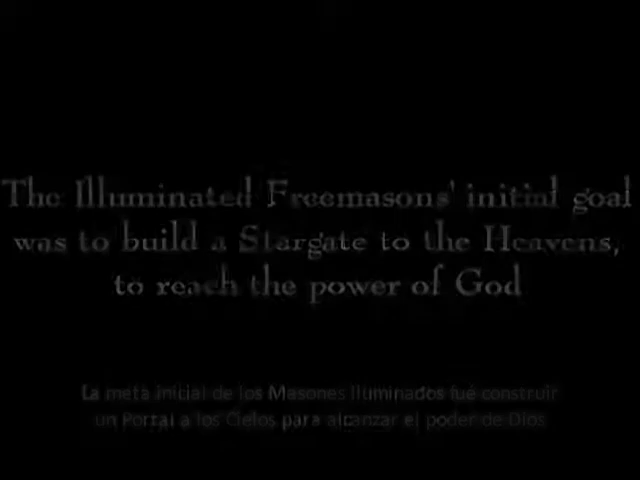 The Illuminated Freemasons' initial goal
was to build a Stargate to the Heavens,
to reach the power of God
La meta inicial de los Masones Iluminados fué construir
un Portal a los Cielos para alcanzar el poder de Dios